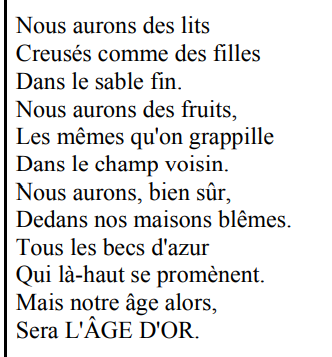 Nous aurons des lits
Creusés comme des filles
Dans le sable fin.
Nous aurons des fruits,
Les mêmes qu'on grappille
Dans le champ voisin.
Nous aurons, bien sûr,
Dedans nos maisons blêmes.
Tous les becs d'azur
Qui là-haut se promènent.
Mais notre âge alors,
Sera L'ÂGE D'OR.